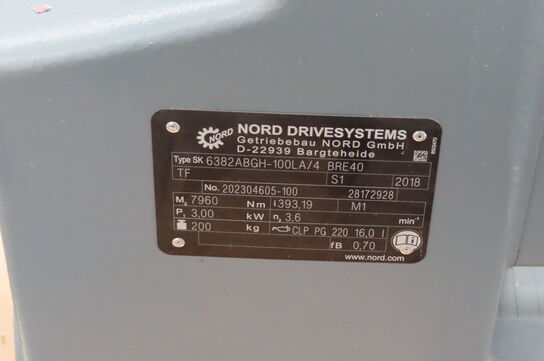 NORD
NORD DRIVESYSTEMS
Getriebebau NORD GmbH
D-22939 Bargteheide
Type SK 6382ABGH-100LA/4 BRE40
TF S1 2018
No. 202304605-100 28172928
M₂ 7960 Nm i 393,19 M1
P₁ 3,00 kW n₂ 3,6 min⁻¹
200 kg CLP PG 220 16.0 l
fB 0,70
www.nord.com